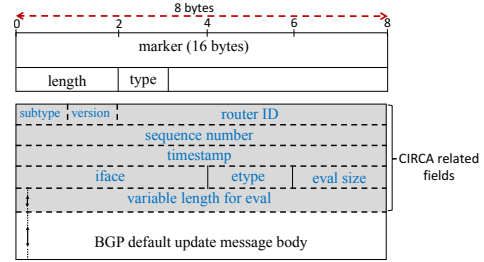 8 bytes
0 2 4 6 8
marker (16 bytes)
length type
subtype version router ID
sequence number
timestamp
iface etype eval size
variable length for eval
CIRCA related
fields
BGP default update message body